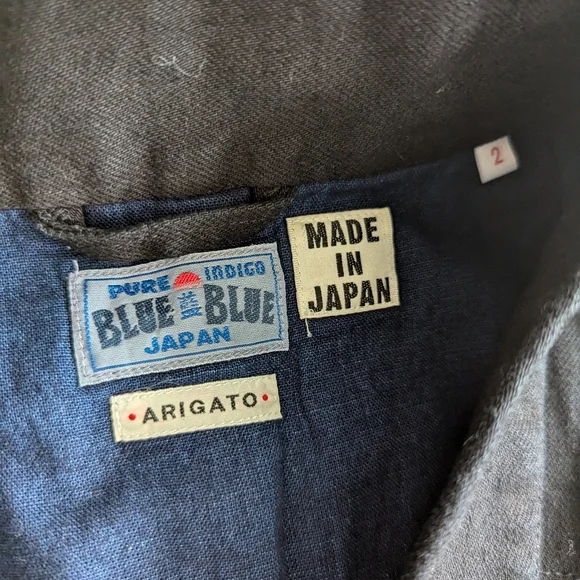 2
MADE
IN
JAPAN
PURE INDIGO
BLUE BLUE
JAPAN
• ARIGATO •